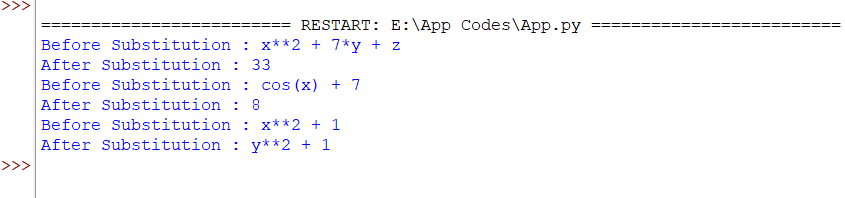 >>>
========================= RESTART: E:\App Codes\App.py =========================
Before Substitution : x**2 + 7*y + z
After Substitution : 33
Before Substitution : cos(x) + 7
After Substitution : 8
Before Substitution : x**2 + 1
After Substitution : y**2 + 1
>>>